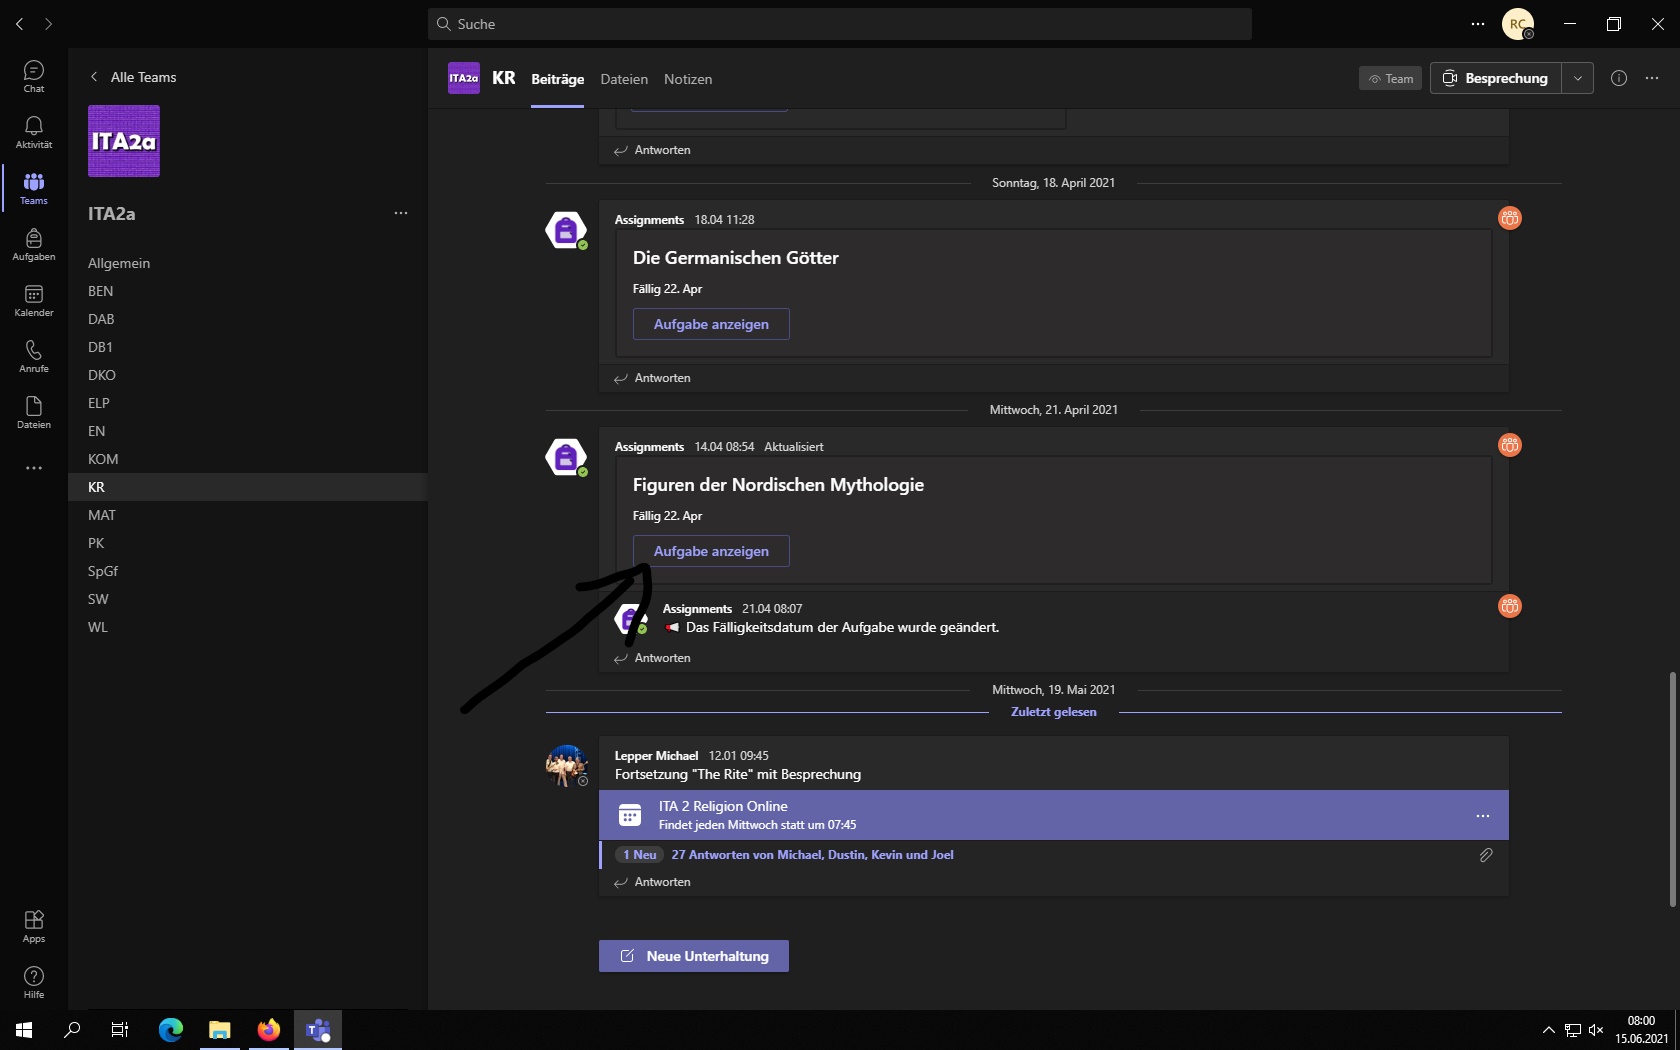 Suche
RC
Chat
Aktivität
Teams
Aufgaben
Kalender
Anrufe
Dateien
Apps
Hilfe
Alle Teams
ITA2a
ITA2a
Allgemein
BEN
DAB
DB1
DKO
ELP
EN
KOM
KR
MAT
PK
SpGf
SW
WL
ITA2a KR Beiträge Dateien Notizen
Team Besprechung
Antworten
Sonntag, 18. April 2021
Assignments 18.04 11:28
Die Germanischen Götter
Fällig 22. Apr
Aufgabe anzeigen
Antworten
Mittwoch, 21. April 2021
Assignments 14.04 08:54 Aktualisiert
Figuren der Nordischen Mythologie
Fällig 22. Apr
Aufgabe anzeigen
Assignments 21.04 08:07
Das Fälligkeitsdatum der Aufgabe wurde geändert.
Antworten
Mittwoch, 19. Mai 2021
Zuletzt gelesen
Lepper Michael 12.01 09:45
Fortsetzung "The Rite" mit Besprechung
ITA 2 Religion Online
Findet jeden Mittwoch statt um 07:45
1 Neu 27 Antworten von Michael, Dustin, Kevin und Joel
Antworten
Neue Unterhaltung
08:00
15.06.2021